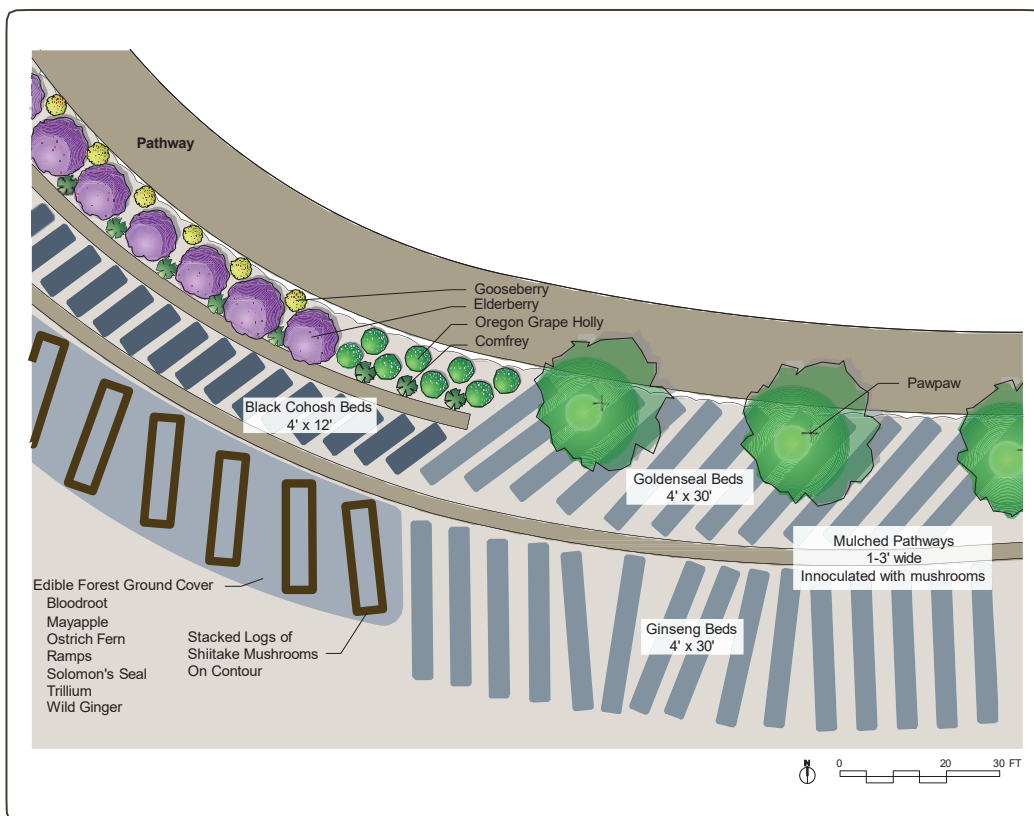 Pathway
Gooseberry
Elderberry
Oregon Grape Holly
Comfrey
Pawpaw
Black Cohosh Beds
4' x 12'
Goldenseal Beds
4' x 30'
Mulched Pathways
1-3' wide
Innoculated with mushrooms
Edible Forest Ground Cover
Bloodroot
Mayapple
Ostrich Fern
Ramps
Solomon's Seal
Trillium
Wild Ginger
Stacked Logs of
Shiitake Mushrooms
On Contour
Ginseng Beds
4' x 30'
N
0 20 30 FT